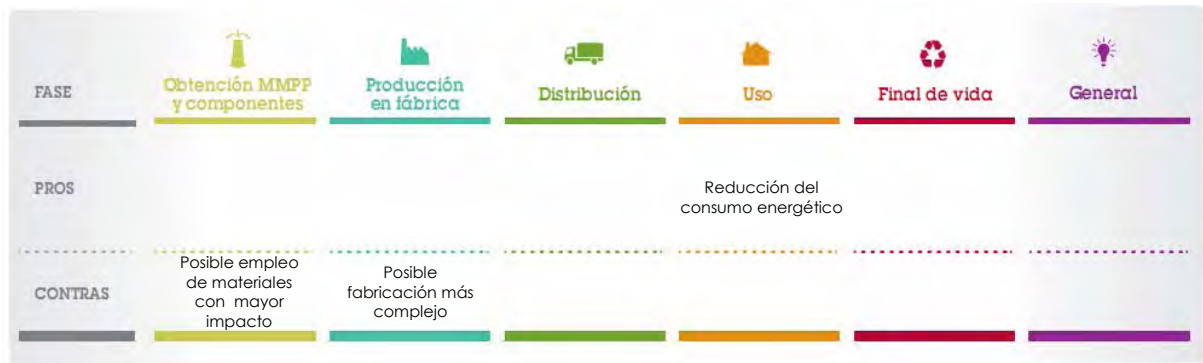 FASE
Obtención MMPP
y componentes
Producción
en fábrica
Distribución
Uso
Final de vida
General
PROS
Reducción del
consumo energético
CONTRAS
Posible empleo
de materiales
con mayor
impacto
Posible
fabricación más
complejo